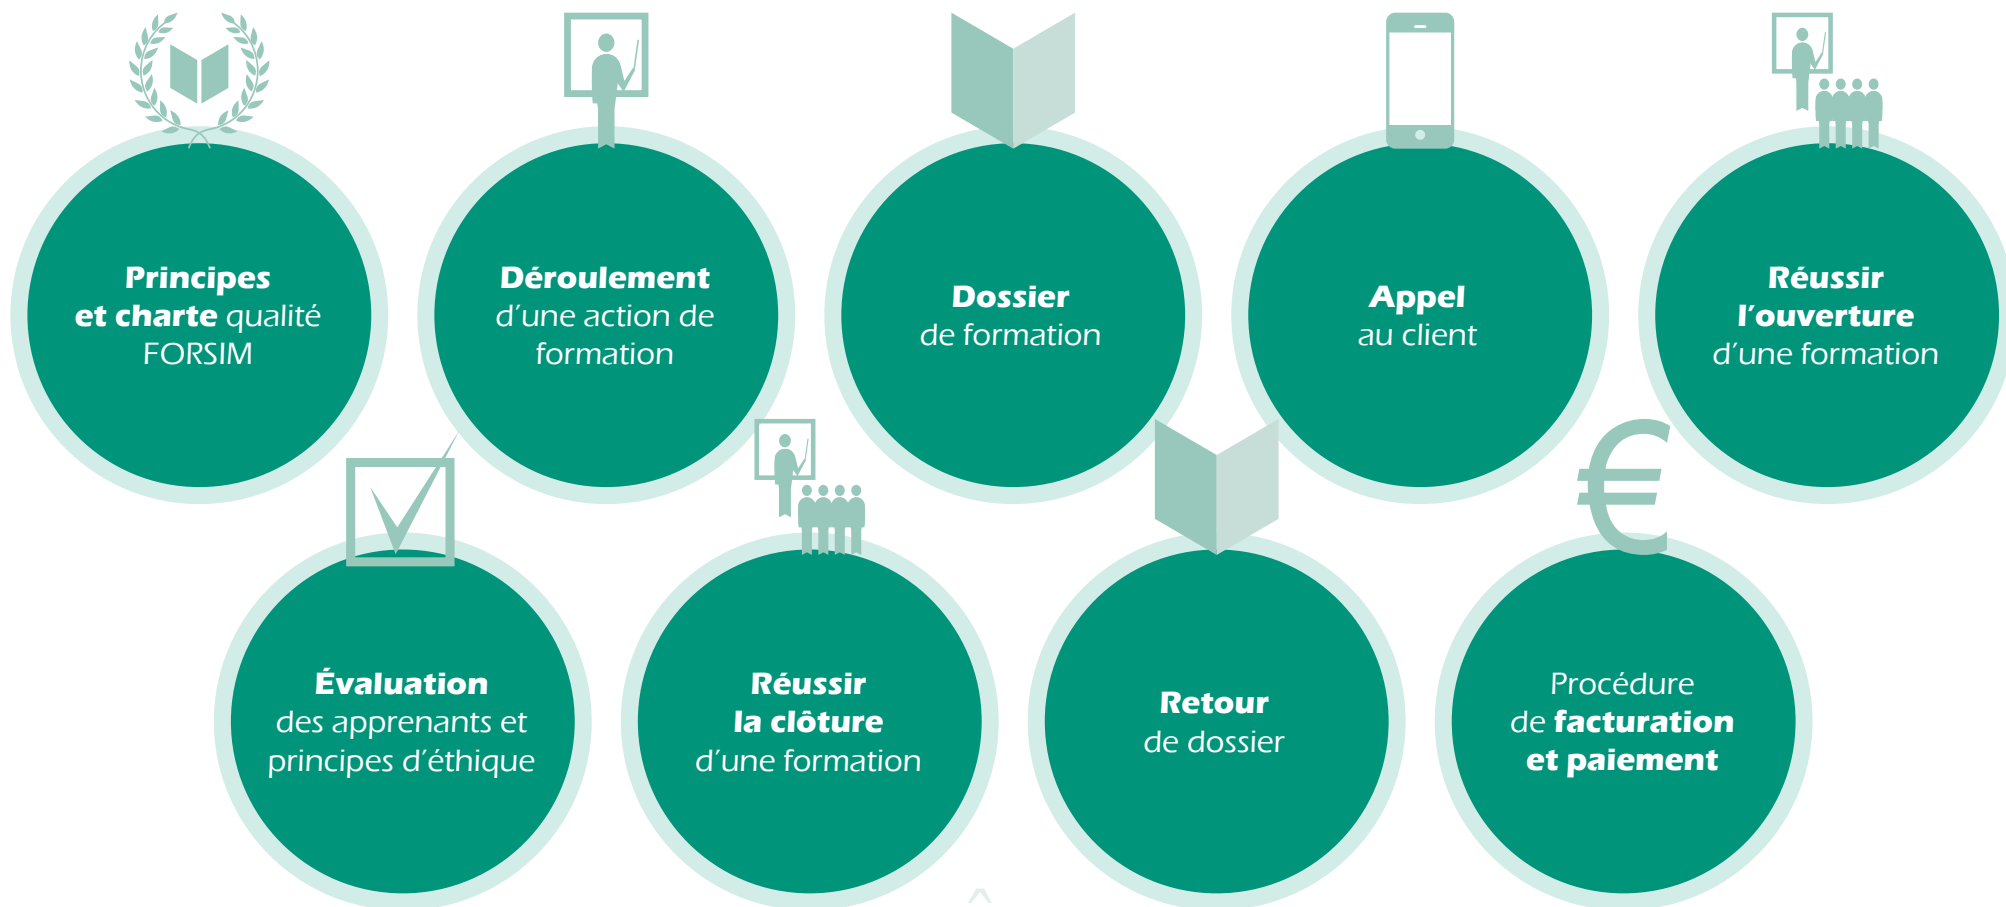 Principes
et charte qualité
FORSIM
Déroulement
d'une action de
formation
Dossier
de formation
Appel
au client
Réussir
l'ouverture
d'une formation
Évaluation
des apprenants et
principes d'éthique
Réussir
la clôture
d'une formation
Retour
de dossier
Procédure
de facturation
et paiement